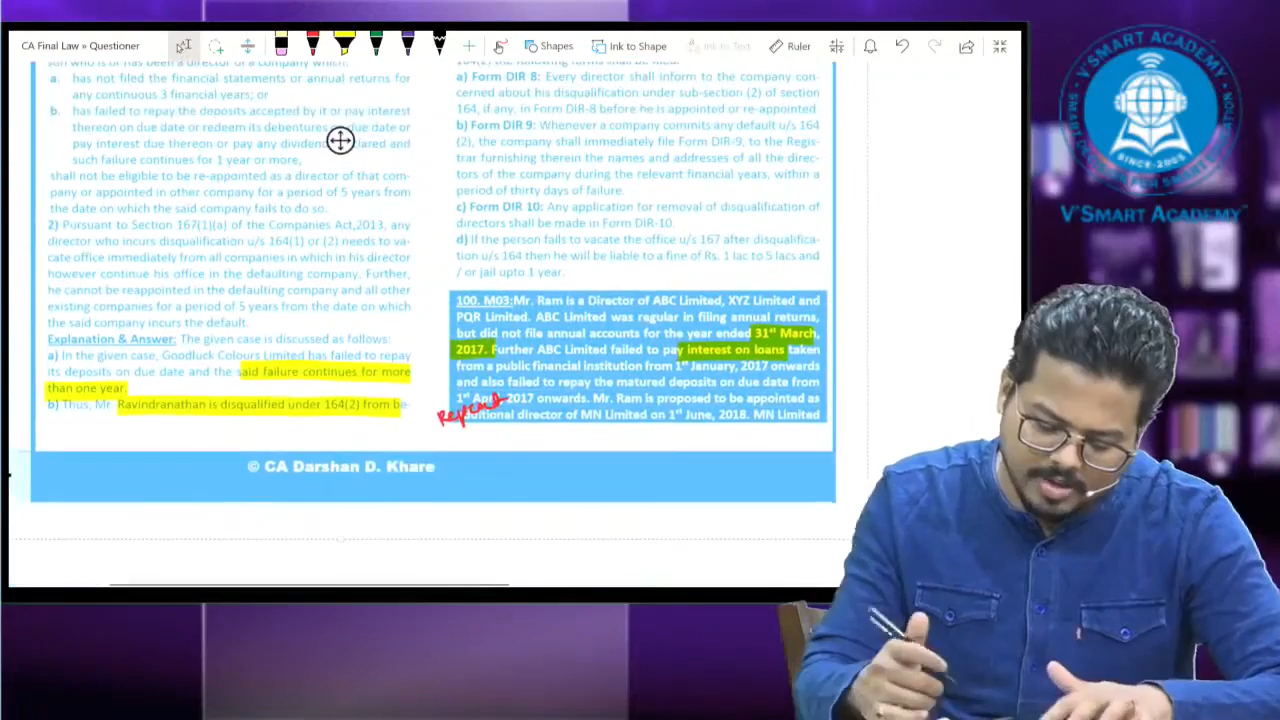 CA Final Law » Questioner
Shapes
Ink to Shape
Ink to Text
Ruler
son who is or has been a director of a company which:
a. has not filed the financial statements or annual returns for
any continuous 3 financial years; or
b. has failed to repay the deposits accepted by it or pay interest
thereon on due date or redeem its debentures due date or
pay interest due thereon or pay any dividend and
such failure continues for 1 year or more,
shall not be eligible to be re-appointed as a director of that com-
pany or appointed in other company for a period of 5 years from
the date on which the said company fails to do so.
2) Pursuant to Section 167(1)(a) of the Companies Act,2013, any
director who incurs disqualification u/s 164(1) or (2) needs to va-
cate office immediately from all companies in which in his director
however continue his office in the defaulting company. Further,
he cannot be reappointed in the defaulting company and all other
existing companies for a period of 5 years from the date on which
the said company incurs the default.
Explanation & Answer: The given case is discussed as follows:
a) In the given case, Goodluck Colours Limited has failed to repay
its deposits on due date and the said failure continues for more
than one year.
b) Thus, Mr Ravindranathan is disqualified under 164(2) from be-
a) Form DIR 8: Every director shall inform to the company con-
cerned about his disqualification under sub-section (2) of section
164, if any, in Form DIR-8 before he is appointed or re-appointed
b) Form DIR 9: Whenever a company commits any default u/s 164
(2), the company shall immediately file Form DIR-9, to the Regis-
trar furnishing therein the names and addresses of all the direc-
tors of the company during the relevant financial years, within a
period of thirty days of failure.
c) Form DIR 10: Any application for removal of disqualification of
directors shall be made in Form DIR-10.
d) If the person fails to vacate the office u/s 167 after disqualifica-
tion u/s 164 then he will be liable to a fine of Rs. 1 lac to 5 lacs and
/ or jail upto 1 year.
100. M03:Mr. Ram is a Director of ABC Limited, XYZ Limited and
PQR Limited. ABC Limited was regular in filing annual returns,
but did not file annual accounts for the year ended 31st March,
2017. Further ABC Limited failed to pay interest on loans taken
from a public financial institution from 1st January, 2017 onwards
and also failed to repay the matured deposits on due date from
1st April 2017 onwards. Mr. Ram is proposed to be appointed as
Repeat
additional director of MN Limited on 1st June, 2018. MN Limited
© CA Darshan D. Khare
V'SMART ACADEMY
SINCE-2005
V'Smart Academy